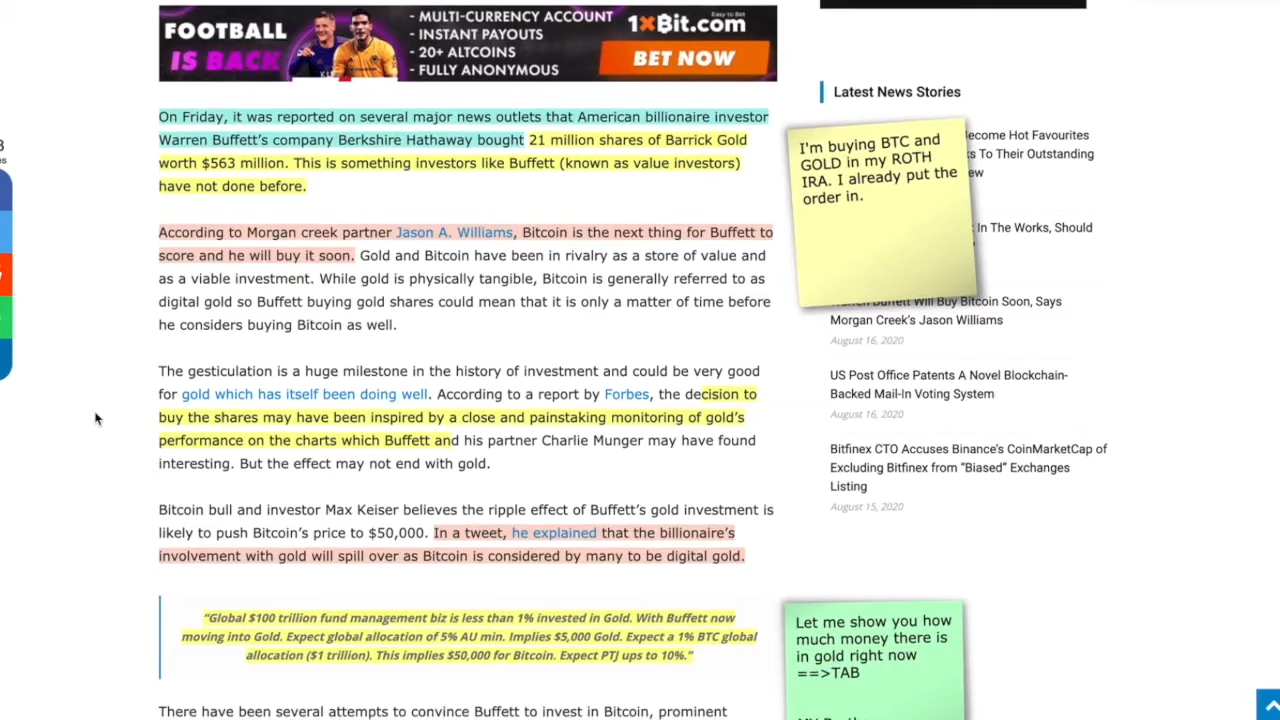 FOOTBALL
IS BACK
- MULTI-CURRENCY ACCOUNT
- INSTANT PAYOUTS
- 20+ ALTCOINS
- FULLY ANONYMOUS
Easy to Bet
1xBit.com
BET NOW
On Friday, it was reported on several major news outlets that American billionaire investor
Warren Buffett's company Berkshire Hathaway bought 21 million shares of Barrick Gold
worth $563 million. This is something investors like Buffett (known as value investors)
have not done before.
According to Morgan creek partner Jason A. Williams, Bitcoin is the next thing for Buffett to
score and he will buy it soon. Gold and Bitcoin have been in rivalry as a store of value and
as a viable investment. While gold is physically tangible, Bitcoin is generally referred to as
digital gold so Buffett buying gold shares could mean that it is only a matter of time before
he considers buying Bitcoin as well.
The gesticulation is a huge milestone in the history of investment and could be very good
for gold which has itself been doing well. According to a report by Forbes, the decision to
buy the shares may have been inspired by a close and painstaking monitoring of gold's
performance on the charts which Buffett and his partner Charlie Munger may have found
interesting. But the effect may not end with gold.
Bitcoin bull and investor Max Keiser believes the ripple effect of Buffett's gold investment is
likely to push Bitcoin's price to $50,000. In a tweet, he explained that the billionaire's
involvement with gold will spill over as Bitcoin is considered by many to be digital gold.
"Global $100 trillion fund management biz is less than 1% invested in Gold. With Buffett now
moving into Gold. Expect global allocation of 5% AU min. Implies $5,000 Gold. Expect a 1% BTC global
allocation ($1 trillion). This implies $50,000 for Bitcoin. Expect PTJ ups to 10%."
There have been several attempts to convince Buffett to invest in Bitcoin, prominent
Latest News Stories
I'm buying BTC and
GOLD in my ROTH
IRA. I already put the
order in.
ecome Hot Favourites
s To Their Outstanding
ew
In The Works, Should
Warren Buffett Will Buy Bitcoin Soon, Says
Morgan Creek's Jason Williams
August 16, 2020
US Post Office Patents A Novel Blockchain-
Backed Mail-In Voting System
August 16, 2020
Bitfinex CTO Accuses Binance's CoinMarketCap of
Excluding Bitfinex from "Biased" Exchanges
Listing
August 15, 2020
Let me show you how
much money there is
in gold right now
==>TAB